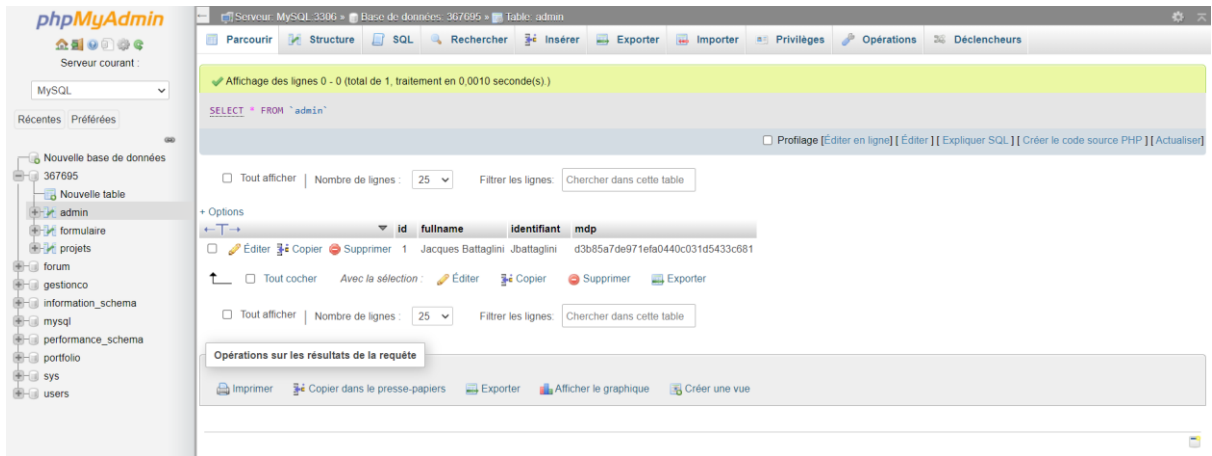 phpMyAdmin
Serveur courant :
MySQL
Récentes Préférées
Nouvelle base de données
367695
Nouvelle table
admin
formulaire
projets
forum
gestionco
information_schema
mysql
performance_schema
portfolio
sys
users
Serveur: MySQL:3306 » Base de données: 367695 » Table: admin
Parcourir Structure SQL Rechercher Insérer Exporter Importer Privilèges Opérations Déclencheurs
Affichage des lignes 0 - 0 (total de 1, traitement en 0,0010 seconde(s).)
SELECT * FROM `admin`
Profilage [Éditer en ligne] [ Éditer ] [ Expliquer SQL ] [ Créer le code source PHP ] [ Actualiser]
Tout afficher | Nombre de lignes : 25 Filtrer les lignes: Chercher dans cette table
+ Options
←T→ id fullname identifiant mdp
Éditer Copier Supprimer 1 Jacques Battaglini Jbattaglini d3b85a7de971efa0440c031d5433c681
Tout cocher Avec la sélection : Éditer Copier Supprimer Exporter
Tout afficher | Nombre de lignes : 25 Filtrer les lignes: Chercher dans cette table
Opérations sur les résultats de la requête
Imprimer Copier dans le presse-papiers Exporter Afficher le graphique Créer une vue